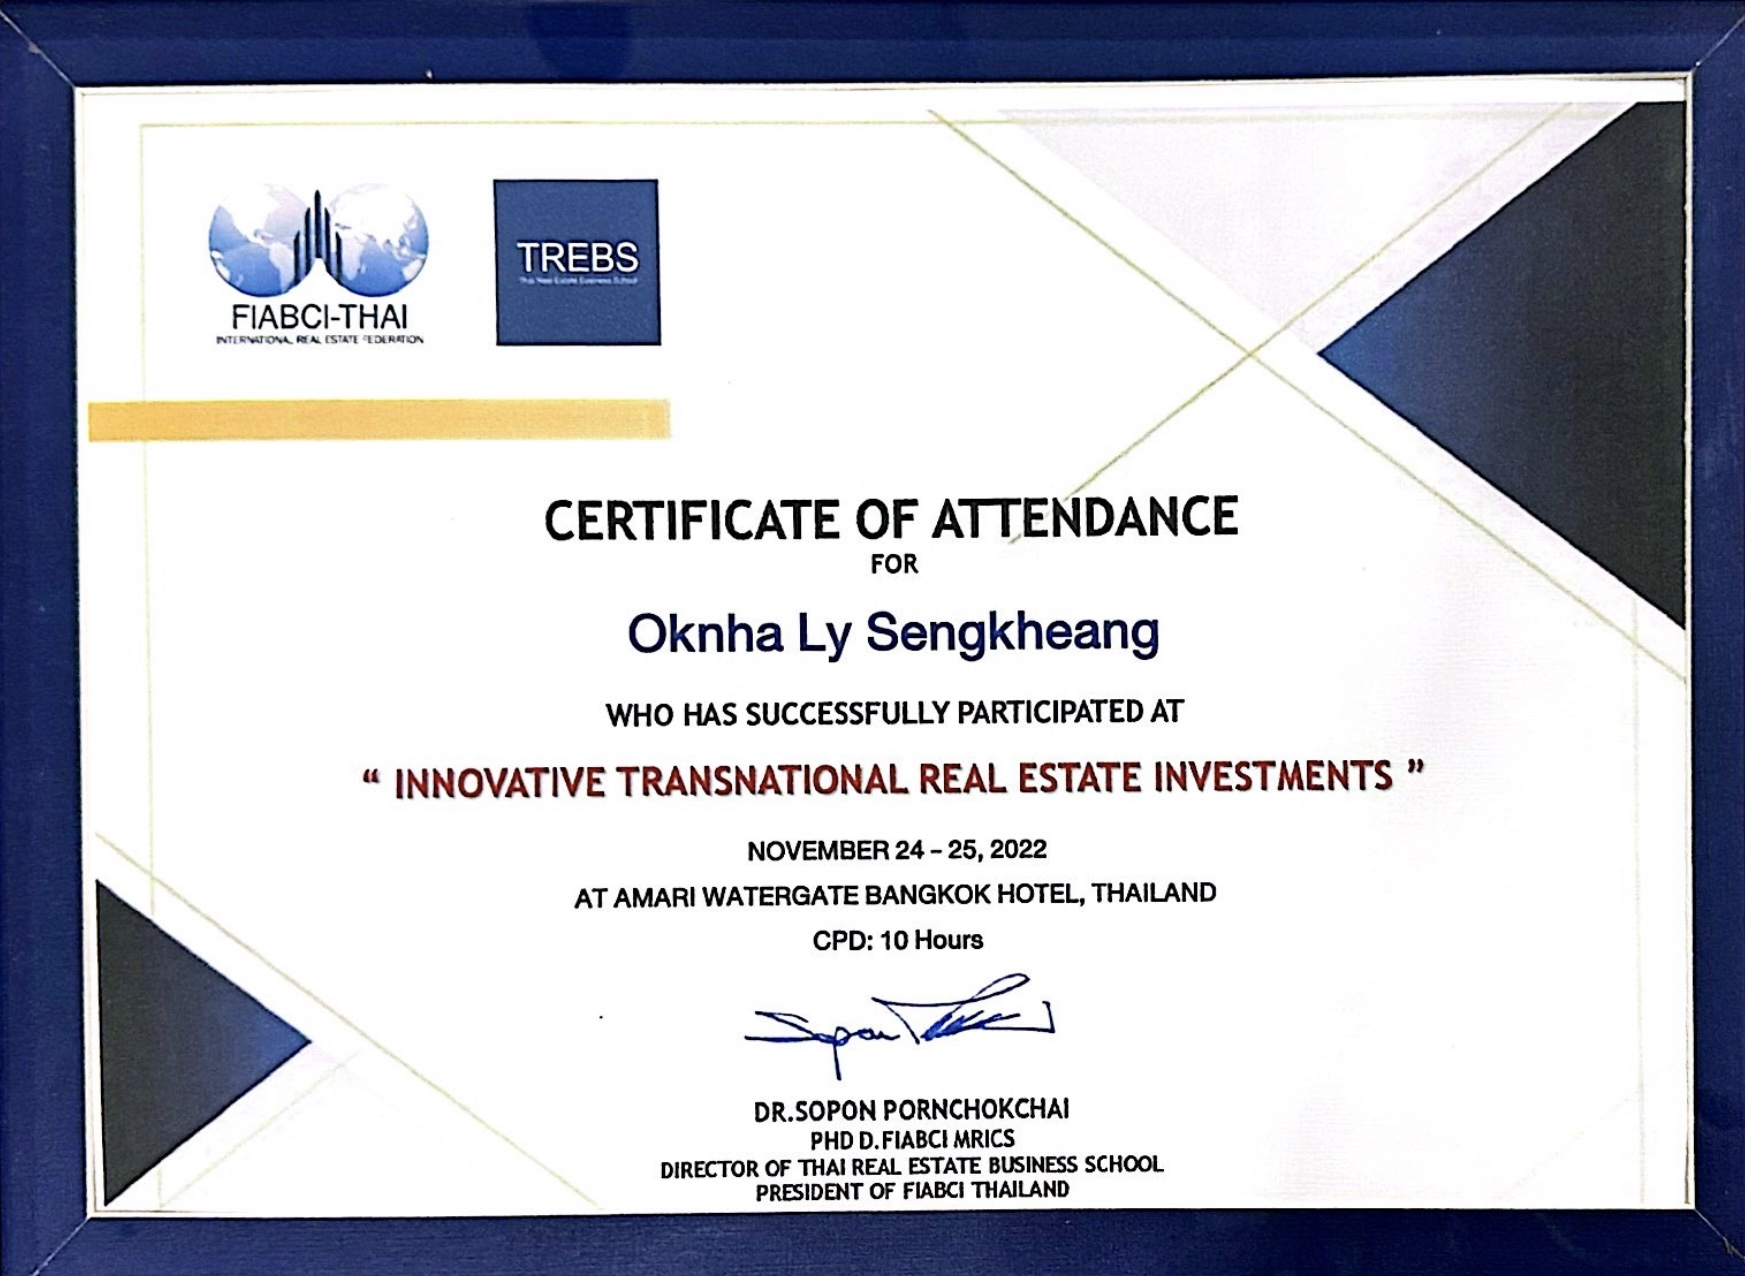 FIABCI-THAI
INTERNATIONAL REAL ESTATE FEDERATION
TREBS
Thai Real Estate Business School
CERTIFICATE OF ATTENDANCE
FOR
Oknha Ly Sengkheang
WHO HAS SUCCESSFULLY PARTICIPATED AT
“ INNOVATIVE TRANSNATIONAL REAL ESTATE INVESTMENTS ”
NOVEMBER 24 – 25, 2022
AT AMARI WATERGATE BANGKOK HOTEL, THAILAND
CPD: 10 Hours
Sopon
DR.SOPON PORNCHOKCHAI
PHD D.FIABCI MRICS
DIRECTOR OF THAI REAL ESTATE BUSINESS SCHOOL
PRESIDENT OF FIABCI THAILAND